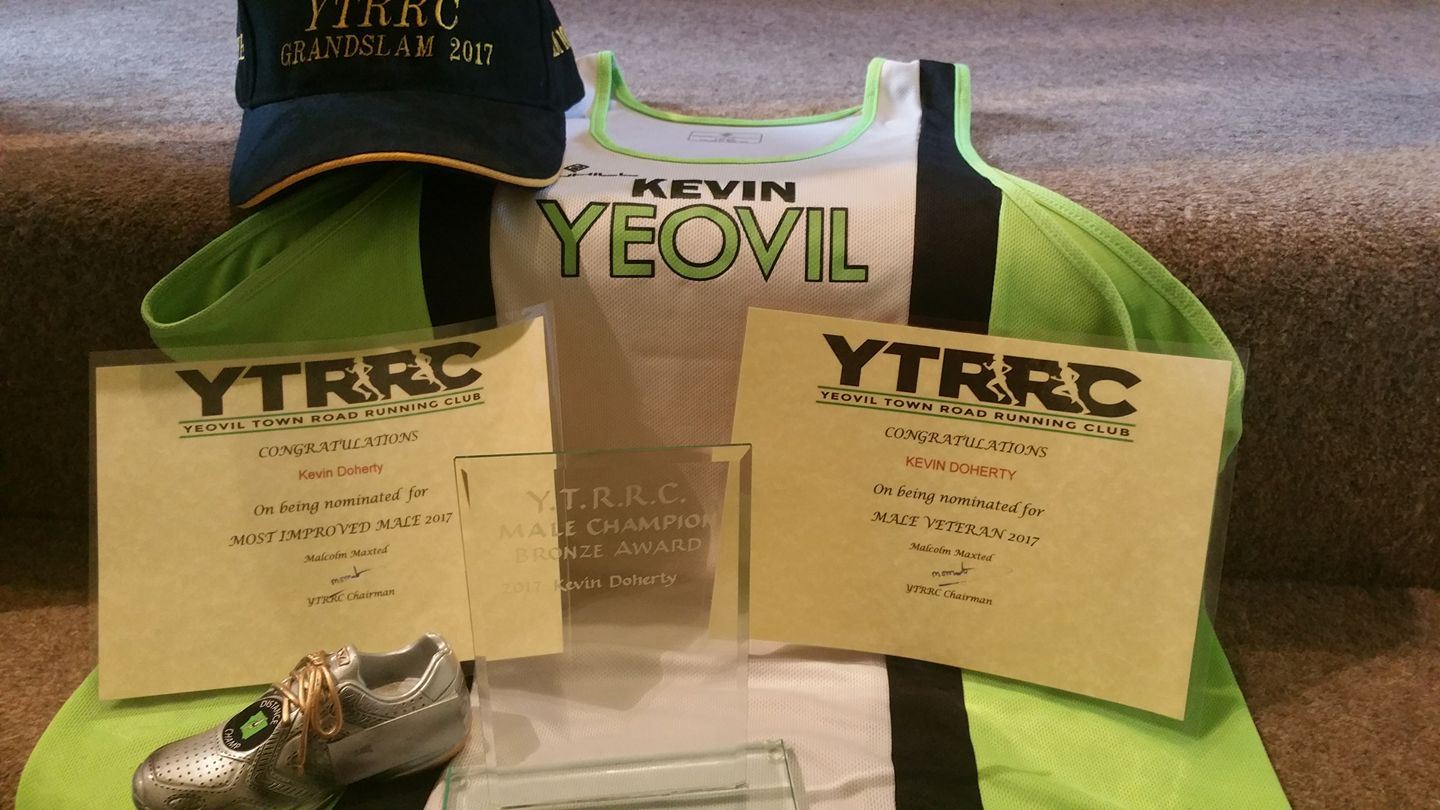 YTRRC
GRANDSLAM 2017
KEVIN
YEOVIL
YTRRC
YEOVIL TOWN ROAD RUNNING CLUB
CONGRATULATIONS
Kevin Doherty
On being nominated for
MOST IMPROVED MALE 2017
Malcolm Maxted
YTRRC Chairman
YTRRC
YEOVIL TOWN ROAD RUNNING CLUB
CONGRATULATIONS
KEVIN DOHERTY
On being nominated for
MALE VETERAN 2017
Malcolm Maxted
YTRRC Chairman
Y.T.R.R.C.
MALE CHAMPION
BRONZE AWARD
2017 Kevin Doherty
DISTANCE
CHAMP